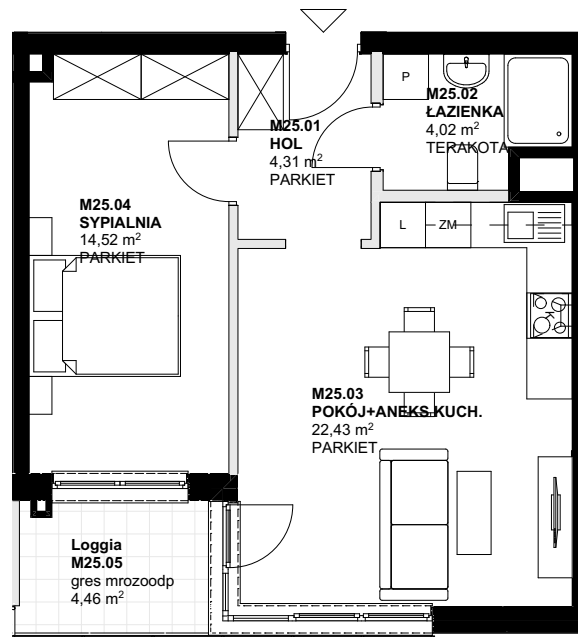 P
M25.02
ŁAZIENKA
4,02 m²
TERAKOTA
M25.01
HOL
4,31 m²
PARKIET
M25.04
SYPIALNIA
14,52 m²
PARKIET
L
ZM
K
M25.03
POKÓJ+ANEKS KUCH.
22,43 m²
PARKIET
Loggia
M25.05
gres mrozoodp
4,46 m²